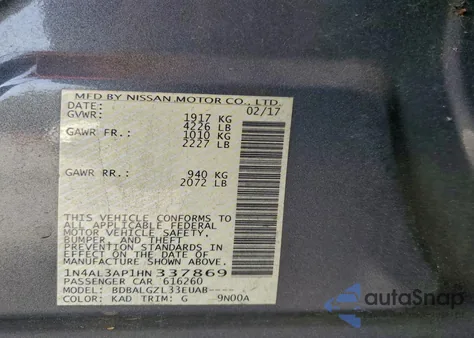 MFD BY NISSAN MOTOR CO., LTD.
DATE: 02/17
GVWR: 1917 KG
4226 LB
GAWR FR.: 1010 KG
2227 LB
GAWR RR.: 940 KG
2072 LB
THIS VEHICLE CONFORMS TO
ALL APPLICABLE FEDERAL
MOTOR VEHICLE SAFETY,
BUMPER, AND THEFT
PREVENTION STANDARDS IN
EFFECT ON THE DATE OF
MANUFACTURE SHOWN ABOVE.
1N4AL3AP1HN337869
PASSENGER CAR 616260
MODEL: BDBALGZL33EUAB----
COLOR: KAD TRIM: G 9N00A
autoSnap